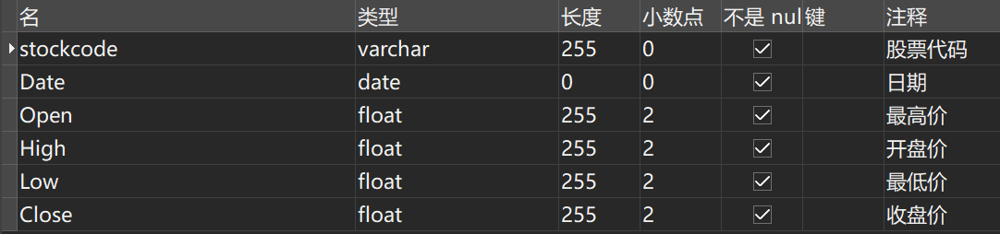 名 类型 长度 小数点 不是 nul 键 注释
stockcode varchar 255 0 股票代码
Date date 0 0 日期
Open float 255 2 最高价
High float 255 2 开盘价
Low float 255 2 最低价
Close float 255 2 收盘价